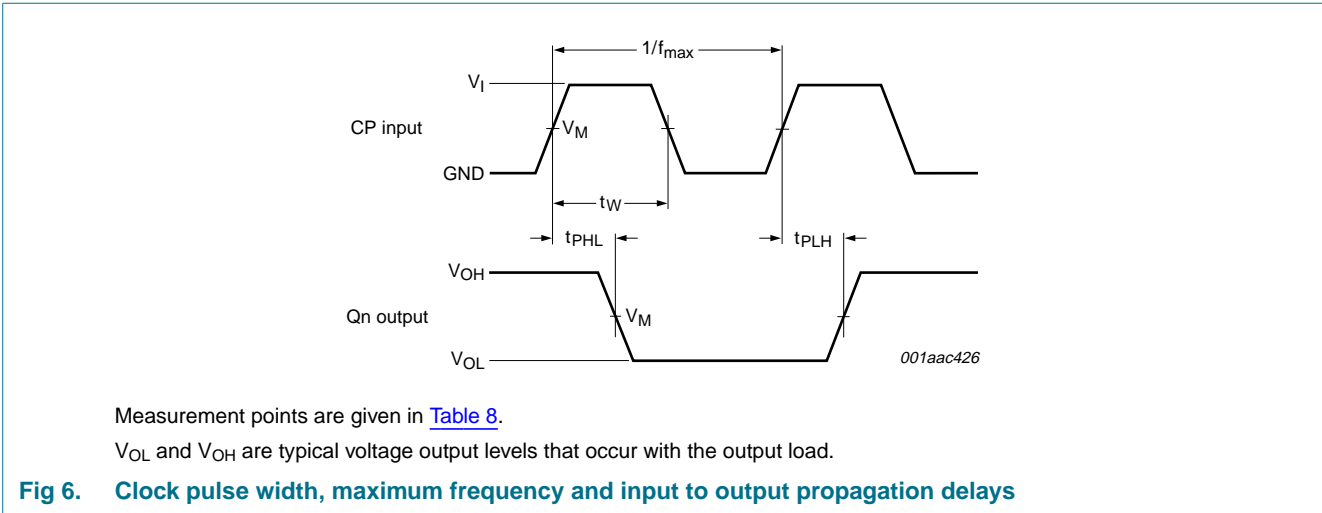 1/fmax
VI
CP input
VM
GND
tW
tPHL
tPLH
VOH
Qn output
VM
VOL
001aac426
Measurement points are given in Table 8.
VOL and VOH are typical voltage output levels that occur with the output load.
Fig 6. Clock pulse width, maximum frequency and input to output propagation delays